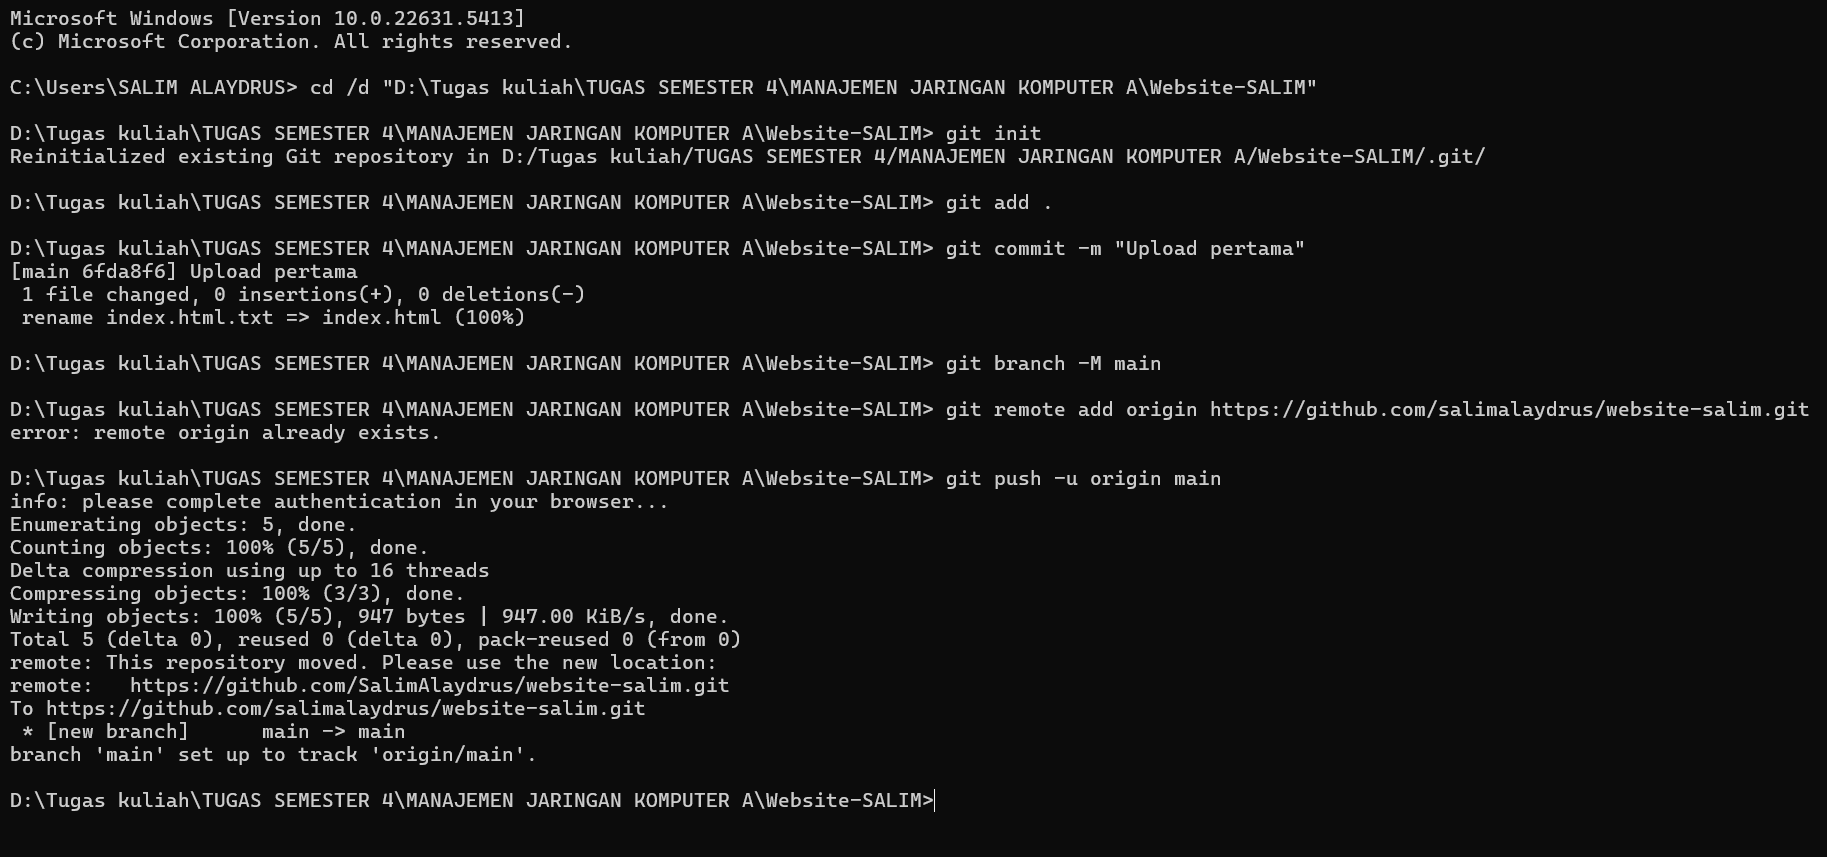 Microsoft Windows [Version 10.0.22631.5413]
(c) Microsoft Corporation. All rights reserved.
C:\Users\SALIM ALAYDRUS> cd /d "D:\Tugas kuliah\TUGAS SEMESTER 4\MANAJEMEN JARINGAN KOMPUTER A\Website-SALIM"
D:\Tugas kuliah\TUGAS SEMESTER 4\MANAJEMEN JARINGAN KOMPUTER A\Website-SALIM> git init
Reinitialized existing Git repository in D:/Tugas kuliah/TUGAS SEMESTER 4/MANAJEMEN JARINGAN KOMPUTER A/Website-SALIM/.git/
D:\Tugas kuliah\TUGAS SEMESTER 4\MANAJEMEN JARINGAN KOMPUTER A\Website-SALIM> git add .
D:\Tugas kuliah\TUGAS SEMESTER 4\MANAJEMEN JARINGAN KOMPUTER A\Website-SALIM> git commit -m "Upload pertama"
[main 6fda8f6] Upload pertama
 1 file changed, 0 insertions(+), 0 deletions(-)
 rename index.html.txt => index.html (100%)
D:\Tugas kuliah\TUGAS SEMESTER 4\MANAJEMEN JARINGAN KOMPUTER A\Website-SALIM> git branch -M main
D:\Tugas kuliah\TUGAS SEMESTER 4\MANAJEMEN JARINGAN KOMPUTER A\Website-SALIM> git remote add origin https://github.com/salimalaydrus/website-salim.git
error: remote origin already exists.
D:\Tugas kuliah\TUGAS SEMESTER 4\MANAJEMEN JARINGAN KOMPUTER A\Website-SALIM> git push -u origin main
info: please complete authentication in your browser...
Enumerating objects: 5, done.
Counting objects: 100% (5/5), done.
Delta compression using up to 16 threads
Compressing objects: 100% (3/3), done.
Writing objects: 100% (5/5), 947 bytes | 947.00 KiB/s, done.
Total 5 (delta 0), reused 0 (delta 0), pack-reused 0 (from 0)
remote: This repository moved. Please use the new location:
remote:   https://github.com/SalimAlaydrus/website-salim.git
To https://github.com/salimalaydrus/website-salim.git
 * [new branch]      main -> main
branch 'main' set up to track 'origin/main'.
D:\Tugas kuliah\TUGAS SEMESTER 4\MANAJEMEN JARINGAN KOMPUTER A\Website-SALIM>